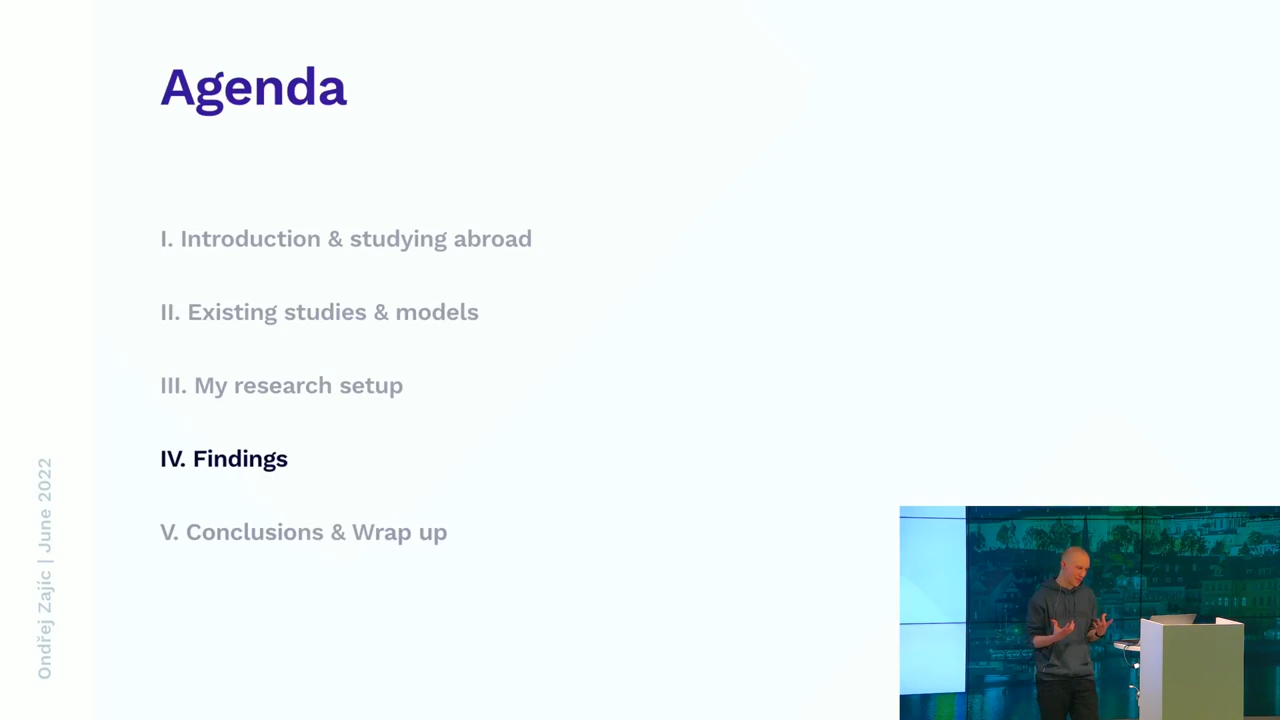 Agenda
I. Introduction & studying abroad
II. Existing studies & models
III. My research setup
IV. Findings
V. Conclusions & Wrap up
Ondřej Zajíc | June 2022